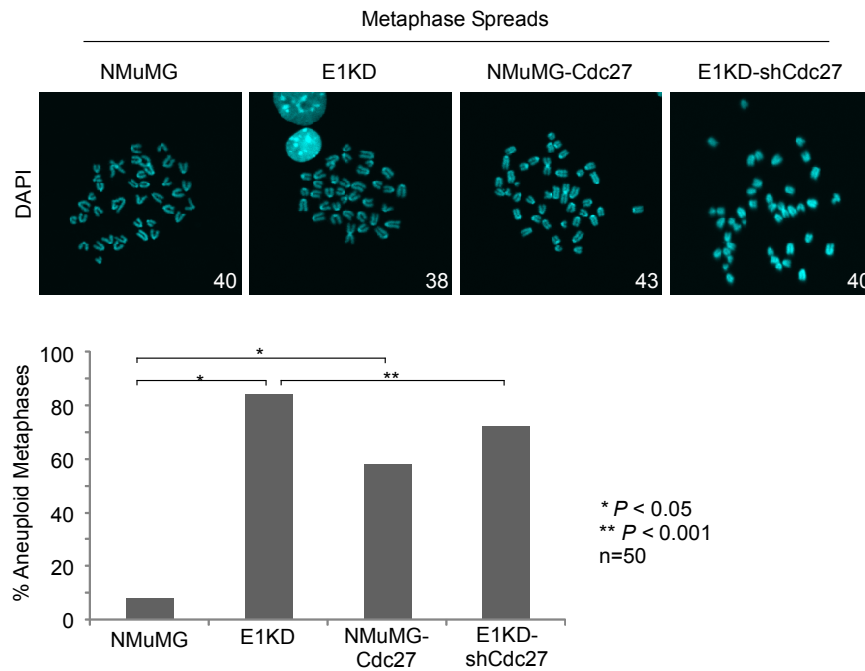 Metaphase Spreads
NMuMG E1KD NMuMG-Cdc27 E1KD-shCdc27
DAPI
40 38 43 40
% Aneuploid Metaphases
100
80
60
40
20
0
*
* **
NMuMG E1KD NMuMG- E1KD-
Cdc27 shCdc27
* P < 0.05
** P < 0.001
n=50